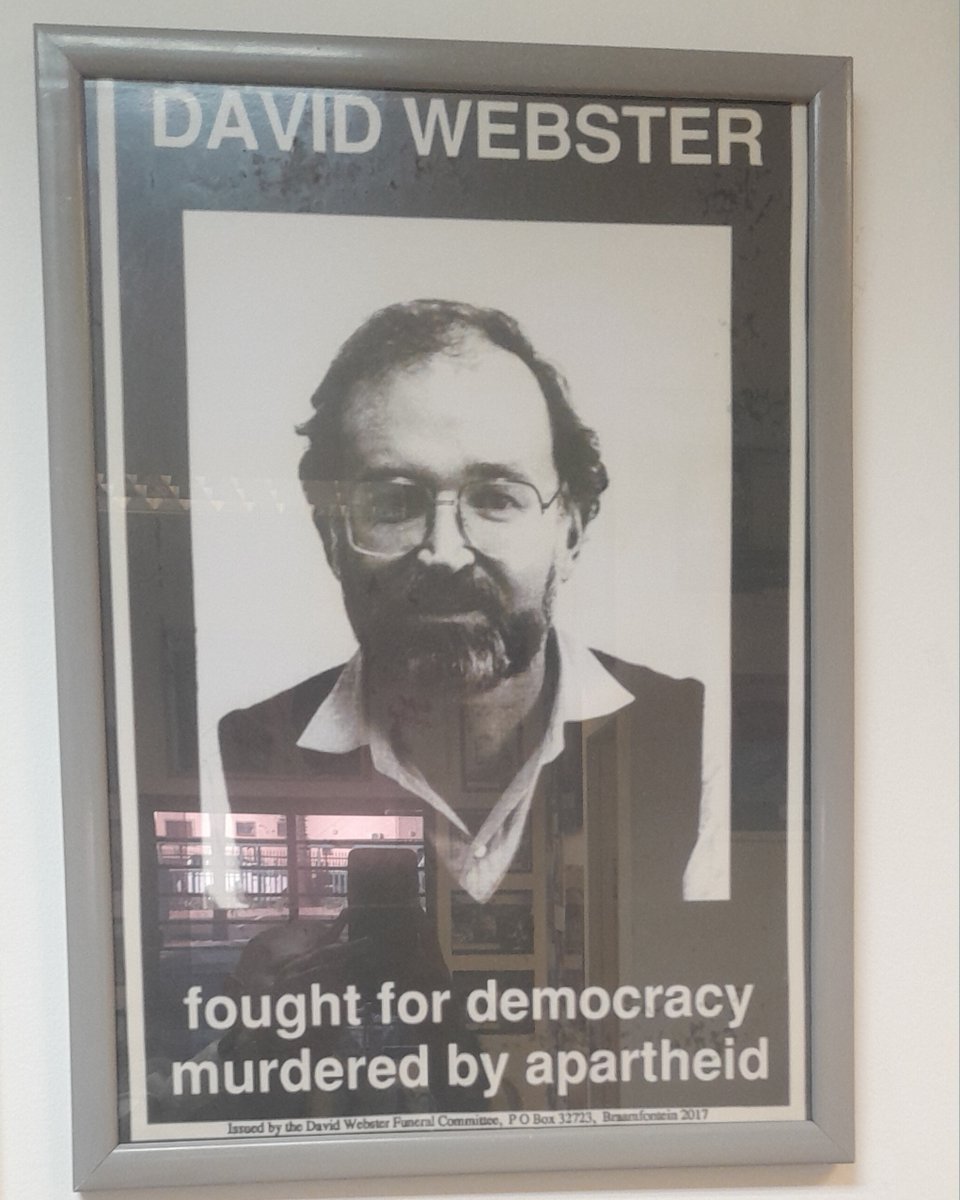 DAVID WEBSTER
fought for democracy
murdered by apartheid
Issued by the David Webster Funeral Committee, P O Box 32723, Braamfontein 2017